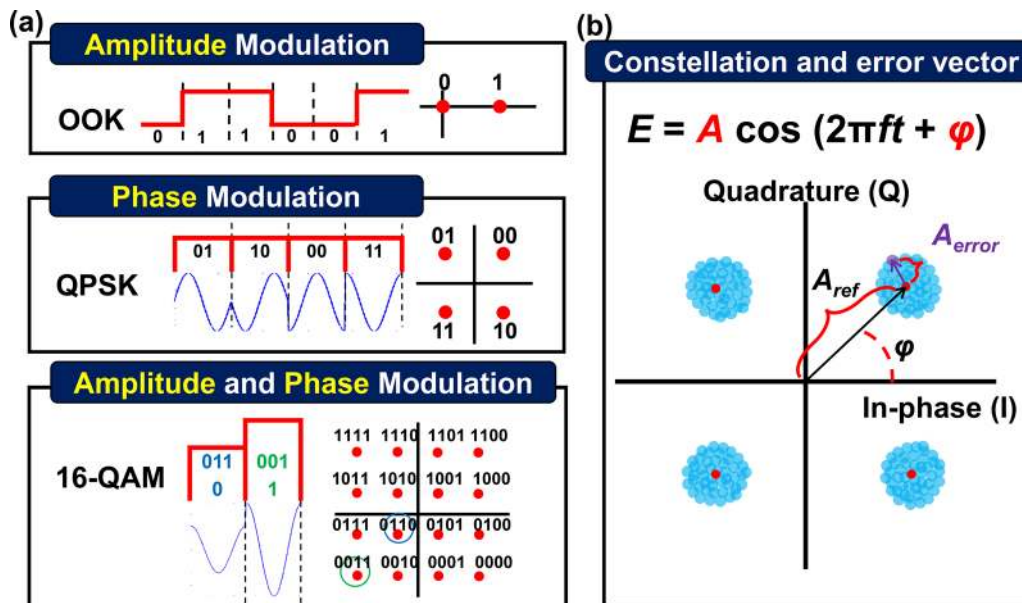 (a)
Amplitude Modulation
OOK
0 1 1 0 0 1
0 1
Phase Modulation
QPSK
01 10 00 11
01 00
11 10
Amplitude and Phase Modulation
16-QAM
011 001
0 1
1111 1110 1101 1100
1011 1010 1001 1000
0111 0110 0101 0100
0011 0010 0001 0000
(b)
Constellation and error vector
E = A cos (2πft + φ)
Quadrature (Q)
A_error
A_ref
φ
In-phase (I)